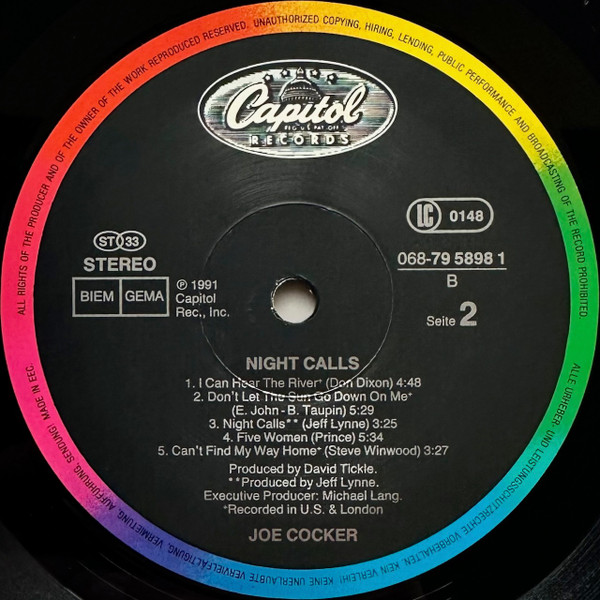 ALL RIGHTS OF THE PRODUCER AND OF THE OWNER OF THE WORK REPRODUCED RESERVED. UNAUTHORIZED COPYING, HIRING, LENDING, PUBLIC PERFORMANCE AND BROADCASTING OF THE RECORD PROHIBITED.
Capitol
REG. U.S. PAT. OFF.
RECORDS
LC 0148
ST 33
STEREO
BIEM GEMA
℗ 1991
Capitol
Rec., Inc.
068-79 5898 1
B
Seite 2
NIGHT CALLS
1. I Can Hear The River⁺ (Don Dixon) 4:48
2. Don't Let The Sun Go Down On Me⁺
(E. John - B. Taupin) 5:29
3. Night Calls** (Jeff Lynne) 3:25
4. Five Women (Prince) 5:34
5. Can't Find My Way Home⁺ (Steve Winwood) 3:27
Produced by David Tickle.
**Produced by Jeff Lynne.
Executive Producer: Michael Lang.
⁺Recorded in U.S. & London
JOE COCKER
ALLE URHEBER- UND LEISTUNGSSCHUTZRECHTE VORBEHALTEN. KEIN VERLEIH! KEINE UNERLAUBTE VERVIELFÄLTIGUNG, VERMIETUNG, AUFFÜHRUNG, SENDUNG! MADE IN EEC.